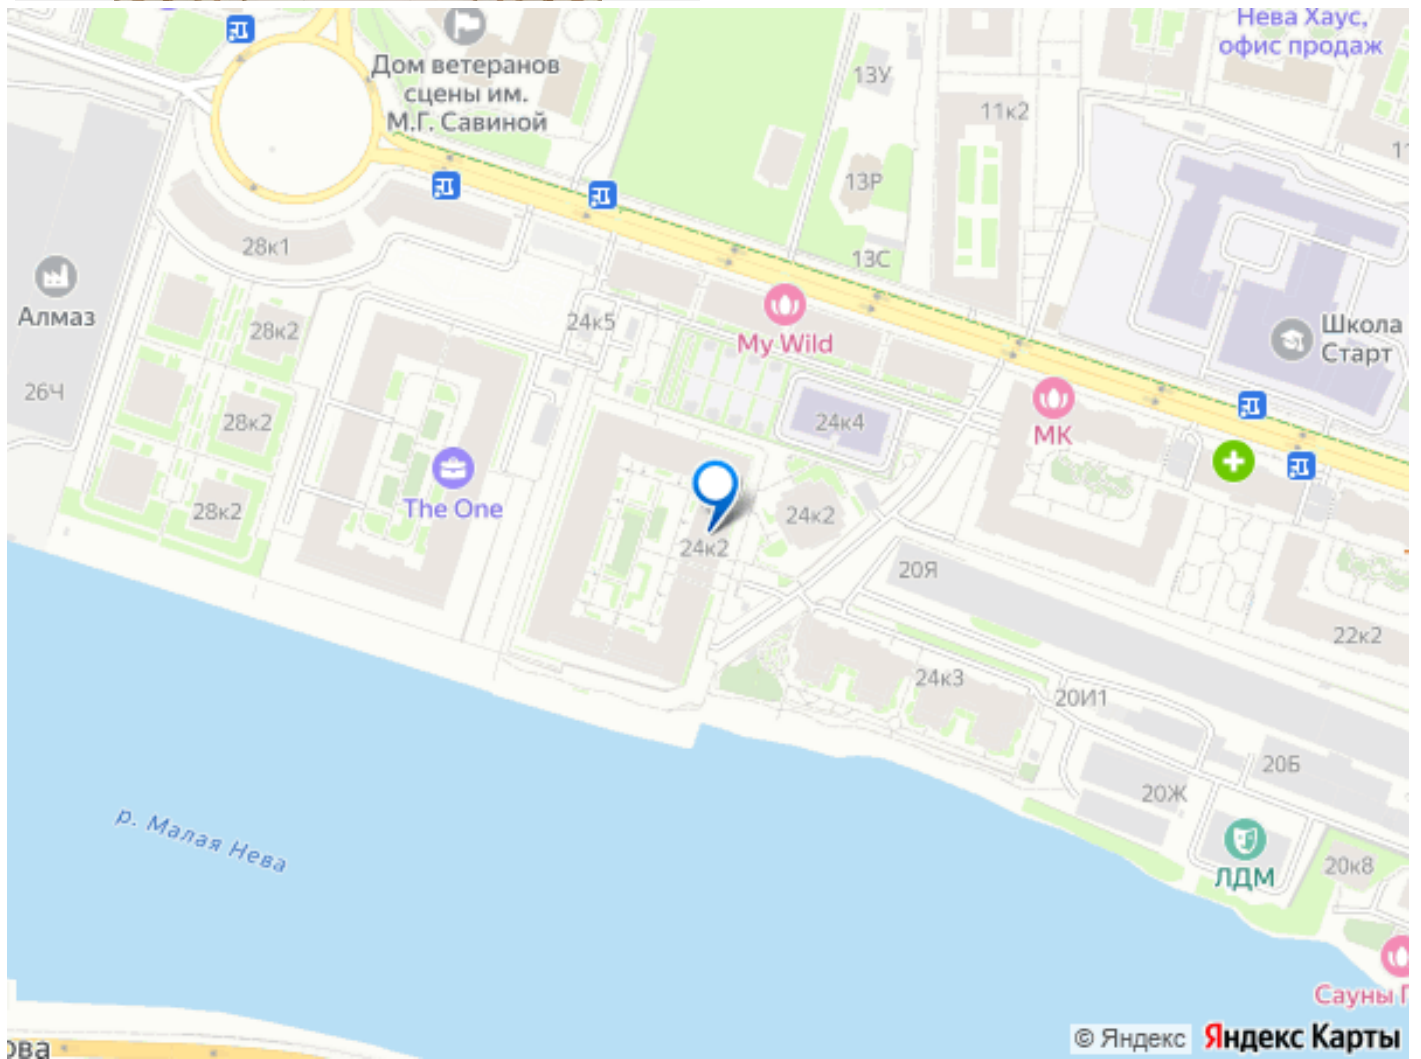 Нева Хаус,
офис продаж
Дом ветеранов
сцены им.
М.Г. Савиной
13У
11к2
13Р
13С
28к1
Алмаз
26Ч
28к2
24к5
My Wild
Школа
Старт
28к2
24к4
МК
The One
28к2
24к2
24к2
20Я
22к2
24к3
20И1
20Б
20Ж
р. Малая Нева
ЛДМ
20к8
Сауны
© Яндекс Яндекс Карты